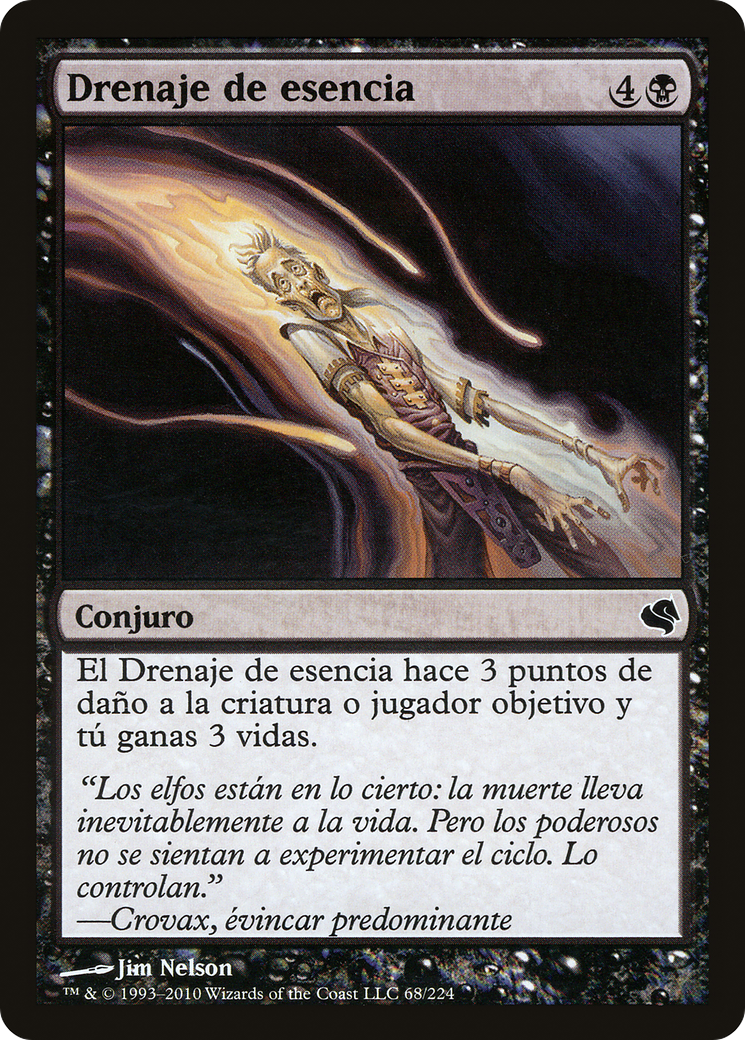 Drenaje de esencia 4
Conjuro
El Drenaje de esencia hace 3 puntos de
daño a la criatura o jugador objetivo y
tú ganas 3 vidas.
“Los elfos están en lo cierto: la muerte lleva
inevitablemente a la vida. Pero los poderosos
no se sientan a experimentar el ciclo. Lo
controlan.”
—Crovax, évincar predominante
Jim Nelson
™ & © 1993–2010 Wizards of the Coast LLC 68/224